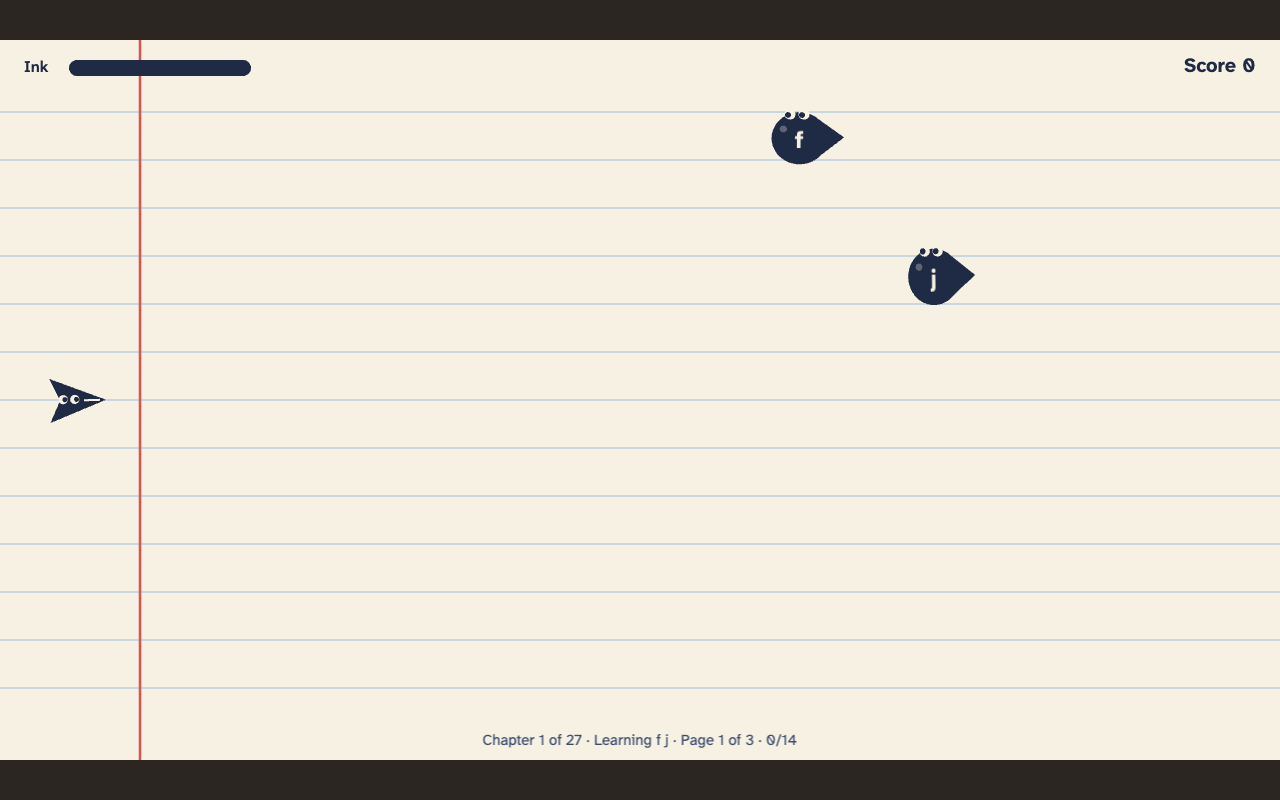 Ink
Score 0
f
j
Chapter 1 of 27 · Learning f j · Page 1 of 3 · 0/14